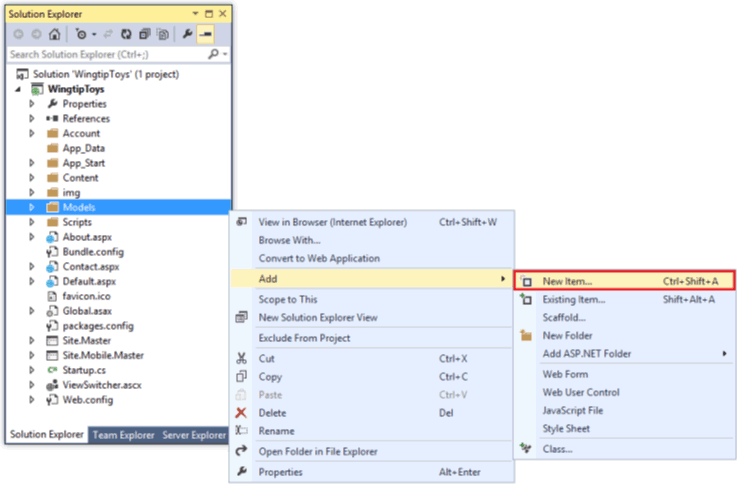 Solution Explorer
Search Solution Explorer (Ctrl+;)
Solution 'WingtipToys' (1 project)
WingtipToys
Properties
References
Account
App_Data
App_Start
Content
img
Models
Scripts
About.aspx
Bundle.config
Contact.aspx
Default.aspx
favicon.ico
Global.asax
packages.config
Site.Master
Site.Mobile.Master
Startup.cs
ViewSwitcher.ascx
Web.config
Solution Explorer Team Explorer Server Explorer
View in Browser (Internet Explorer) Ctrl+Shift+W
Browse With...
Convert to Web Application
Add
Scope to This
New Solution Explorer View
Exclude From Project
Cut Ctrl+X
Copy Ctrl+C
Paste Ctrl+V
Delete Del
Rename
Open Folder in File Explorer
Properties Alt+Enter
New Item... Ctrl+Shift+A
Existing Item... Shift+Alt+A
Scaffold...
New Folder
Add ASP.NET Folder
Web Form
Web User Control
JavaScript File
Style Sheet
Class...